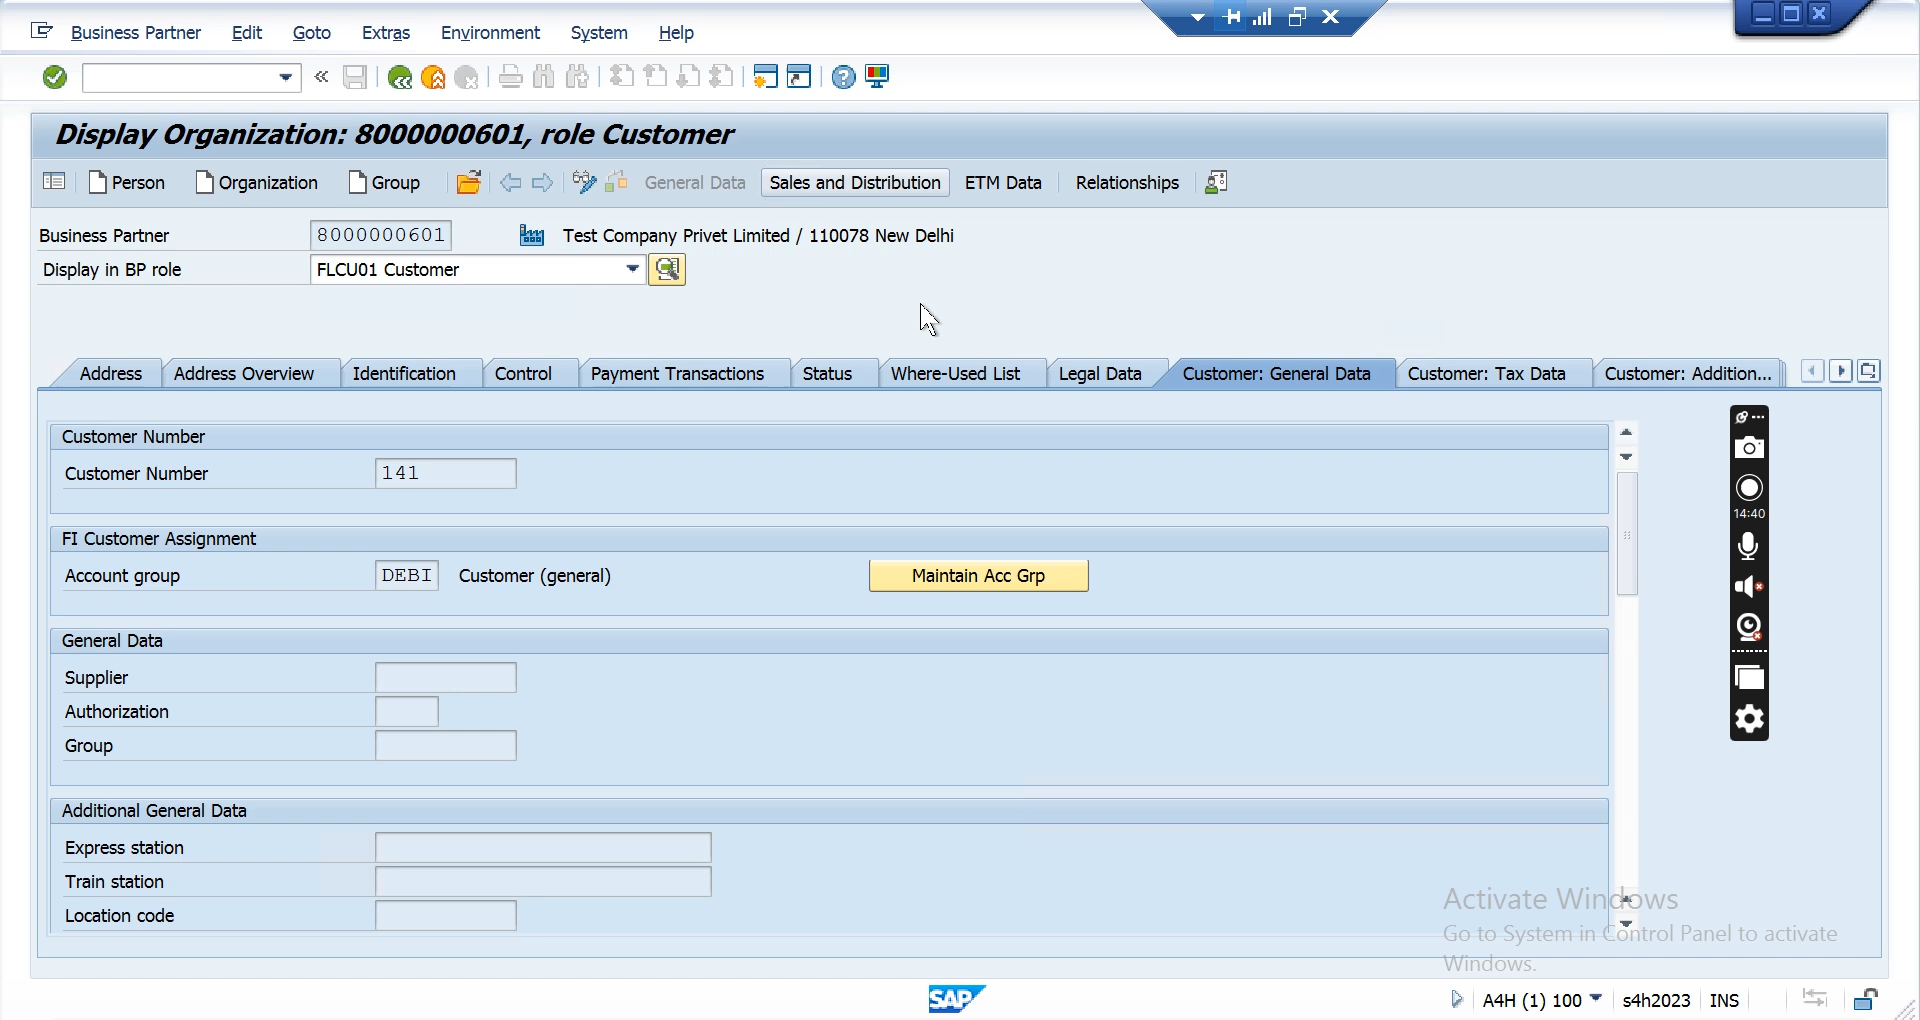 Business Partner Edit Goto Extras Environment System Help
Display Organization: 8000000601, role Customer
Person Organization Group General Data Sales and Distribution ETM Data Relationships
Business Partner 8000000601 Test Company Privet Limited / 110078 New Delhi
Display in BP role FLCU01 Customer
Address Address Overview Identification Control Payment Transactions Status Where-Used List Legal Data Customer: General Data Customer: Tax Data Customer: Addition...
Customer Number
Customer Number 141
FI Customer Assignment
Account group DEBI Customer (general) Maintain Acc Grp
General Data
Supplier
Authorization
Group
Additional General Data
Express station
Train station
Location code
14:40
Activate Windows
Go to System in Control Panel to activate
Windows.
SAP A4H (1) 100 s4h2023 INS